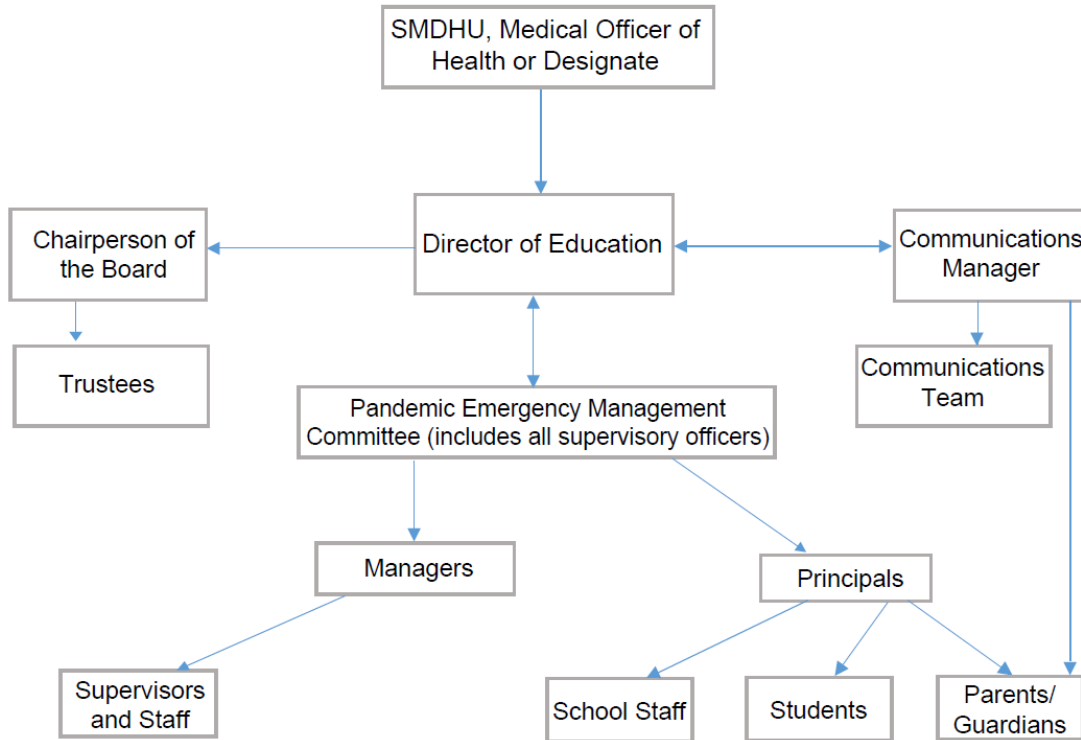 SMDHU, Medical Officer of
Health or Designate
Chairperson of
the Board
Director of Education
Communications
Manager
Trustees
Communications
Team
Pandemic Emergency Management
Committee (includes all supervisory officers)
Managers
Principals
Supervisors
and Staff
School Staff
Students
Parents/
Guardians